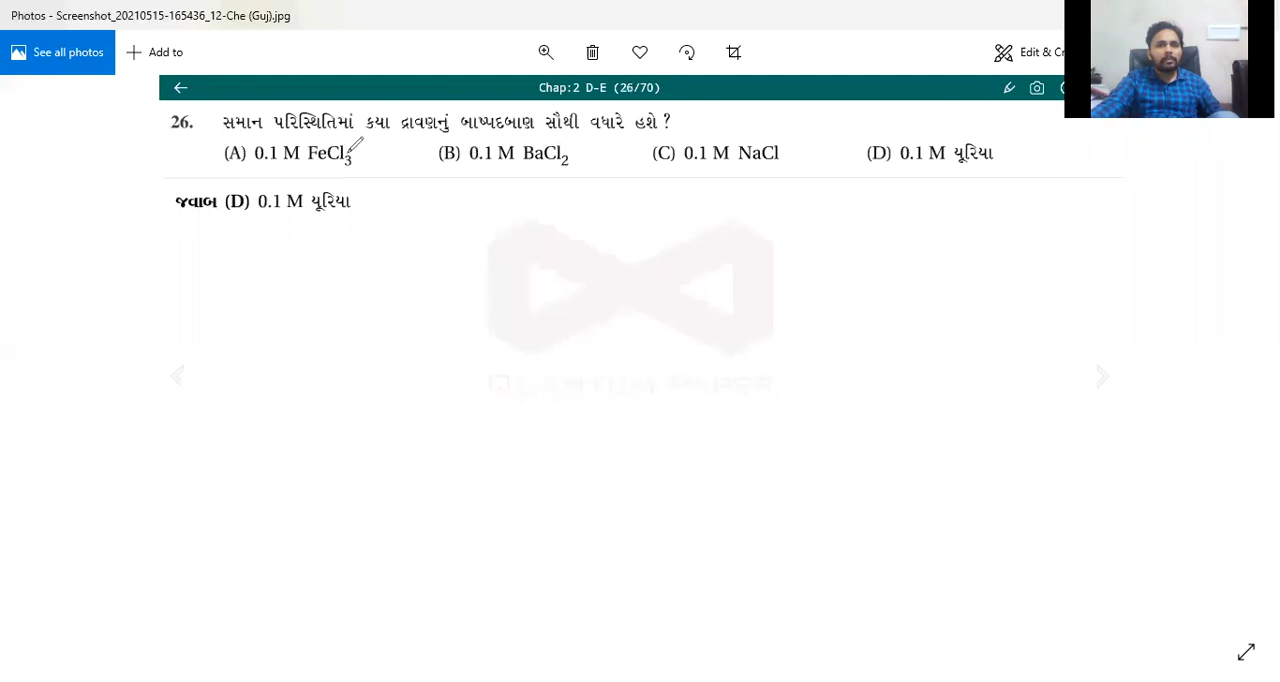 Photos - Screenshot_20210515-165436_12-Che (Guj).jpg
See all photos
Add to
Edit & Cr
Chap:2 D-E (26/70)
26. સમાન પરિસ્થિતિમાં કયા દ્રાવણનું બાષ્પદબાણ સૌથી વધારે હશે ?
(A) 0.1 M FeCl3 (B) 0.1 M BaCl2 (C) 0.1 M NaCl (D) 0.1 M યૂરિયા
જવાબ (D) 0.1 M યૂરિયા